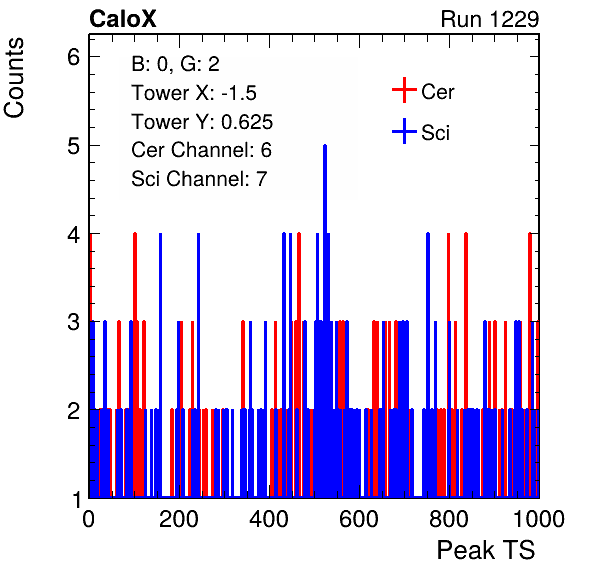 CaloX Run 1229
Counts
B: 0, G: 2
Tower X: -1.5
Tower Y: 0.625
Cer Channel: 6
Sci Channel: 7
Cer
Sci
6
5
4
3
2
1
0 200 400 600 800 1000
Peak TS